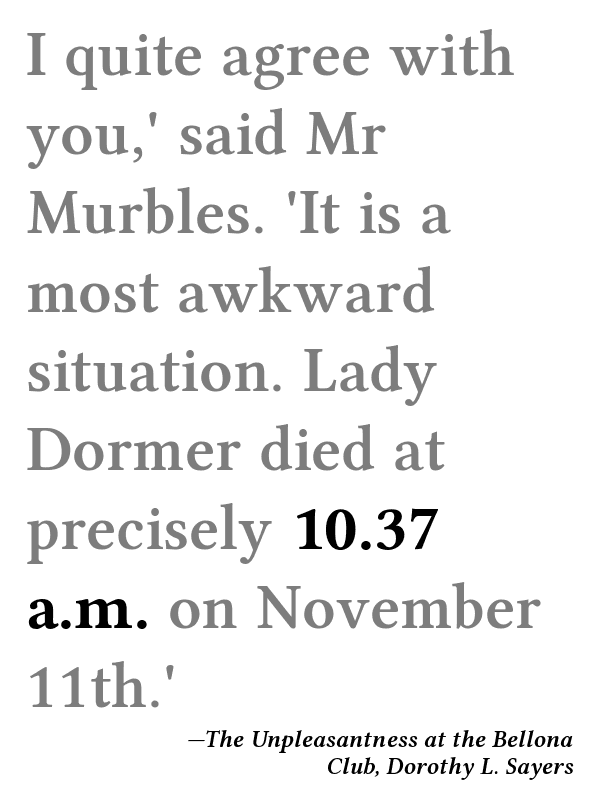 I quite agree with
you,' said Mr
Murbles. 'It is a
most awkward
situation. Lady
Dormer died at
precisely 10.37
a.m. on November
11th.'
—The Unpleasantness at the Bellona
Club, Dorothy L. Sayers